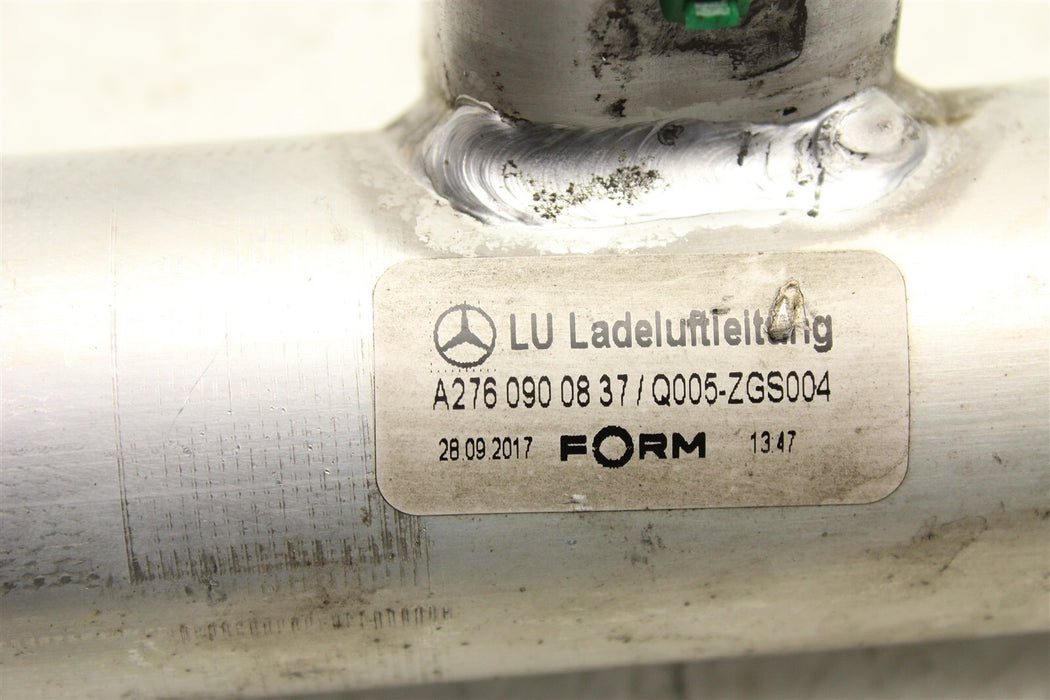 LU Ladeluftleitung
A276 090 08 37 / Q005-ZGS004
28.09.2017 FORM 13:47